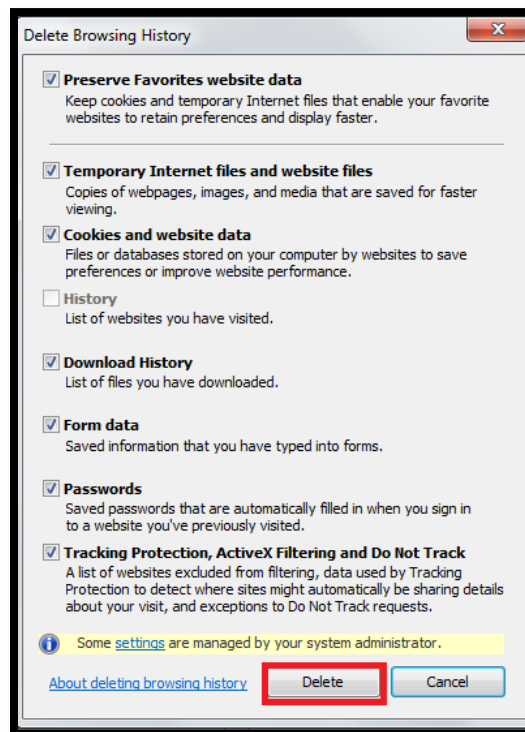 Delete Browsing History
Preserve Favorites website data
Keep cookies and temporary Internet files that enable your favorite
websites to retain preferences and display faster.
Temporary Internet files and website files
Copies of webpages, images, and media that are saved for faster
viewing.
Cookies and website data
Files or databases stored on your computer by websites to save
preferences or improve website performance.
History
List of websites you have visited.
Download History
List of files you have downloaded.
Form data
Saved information that you have typed into forms.
Passwords
Saved passwords that are automatically filled in when you sign in
to a website you've previously visited.
Tracking Protection, ActiveX Filtering and Do Not Track
A list of websites excluded from filtering, data used by Tracking
Protection to detect where sites might automatically be sharing details
about your visit, and exceptions to Do Not Track requests.
Some settings are managed by your system administrator.
About deleting browsing history
Delete
Cancel